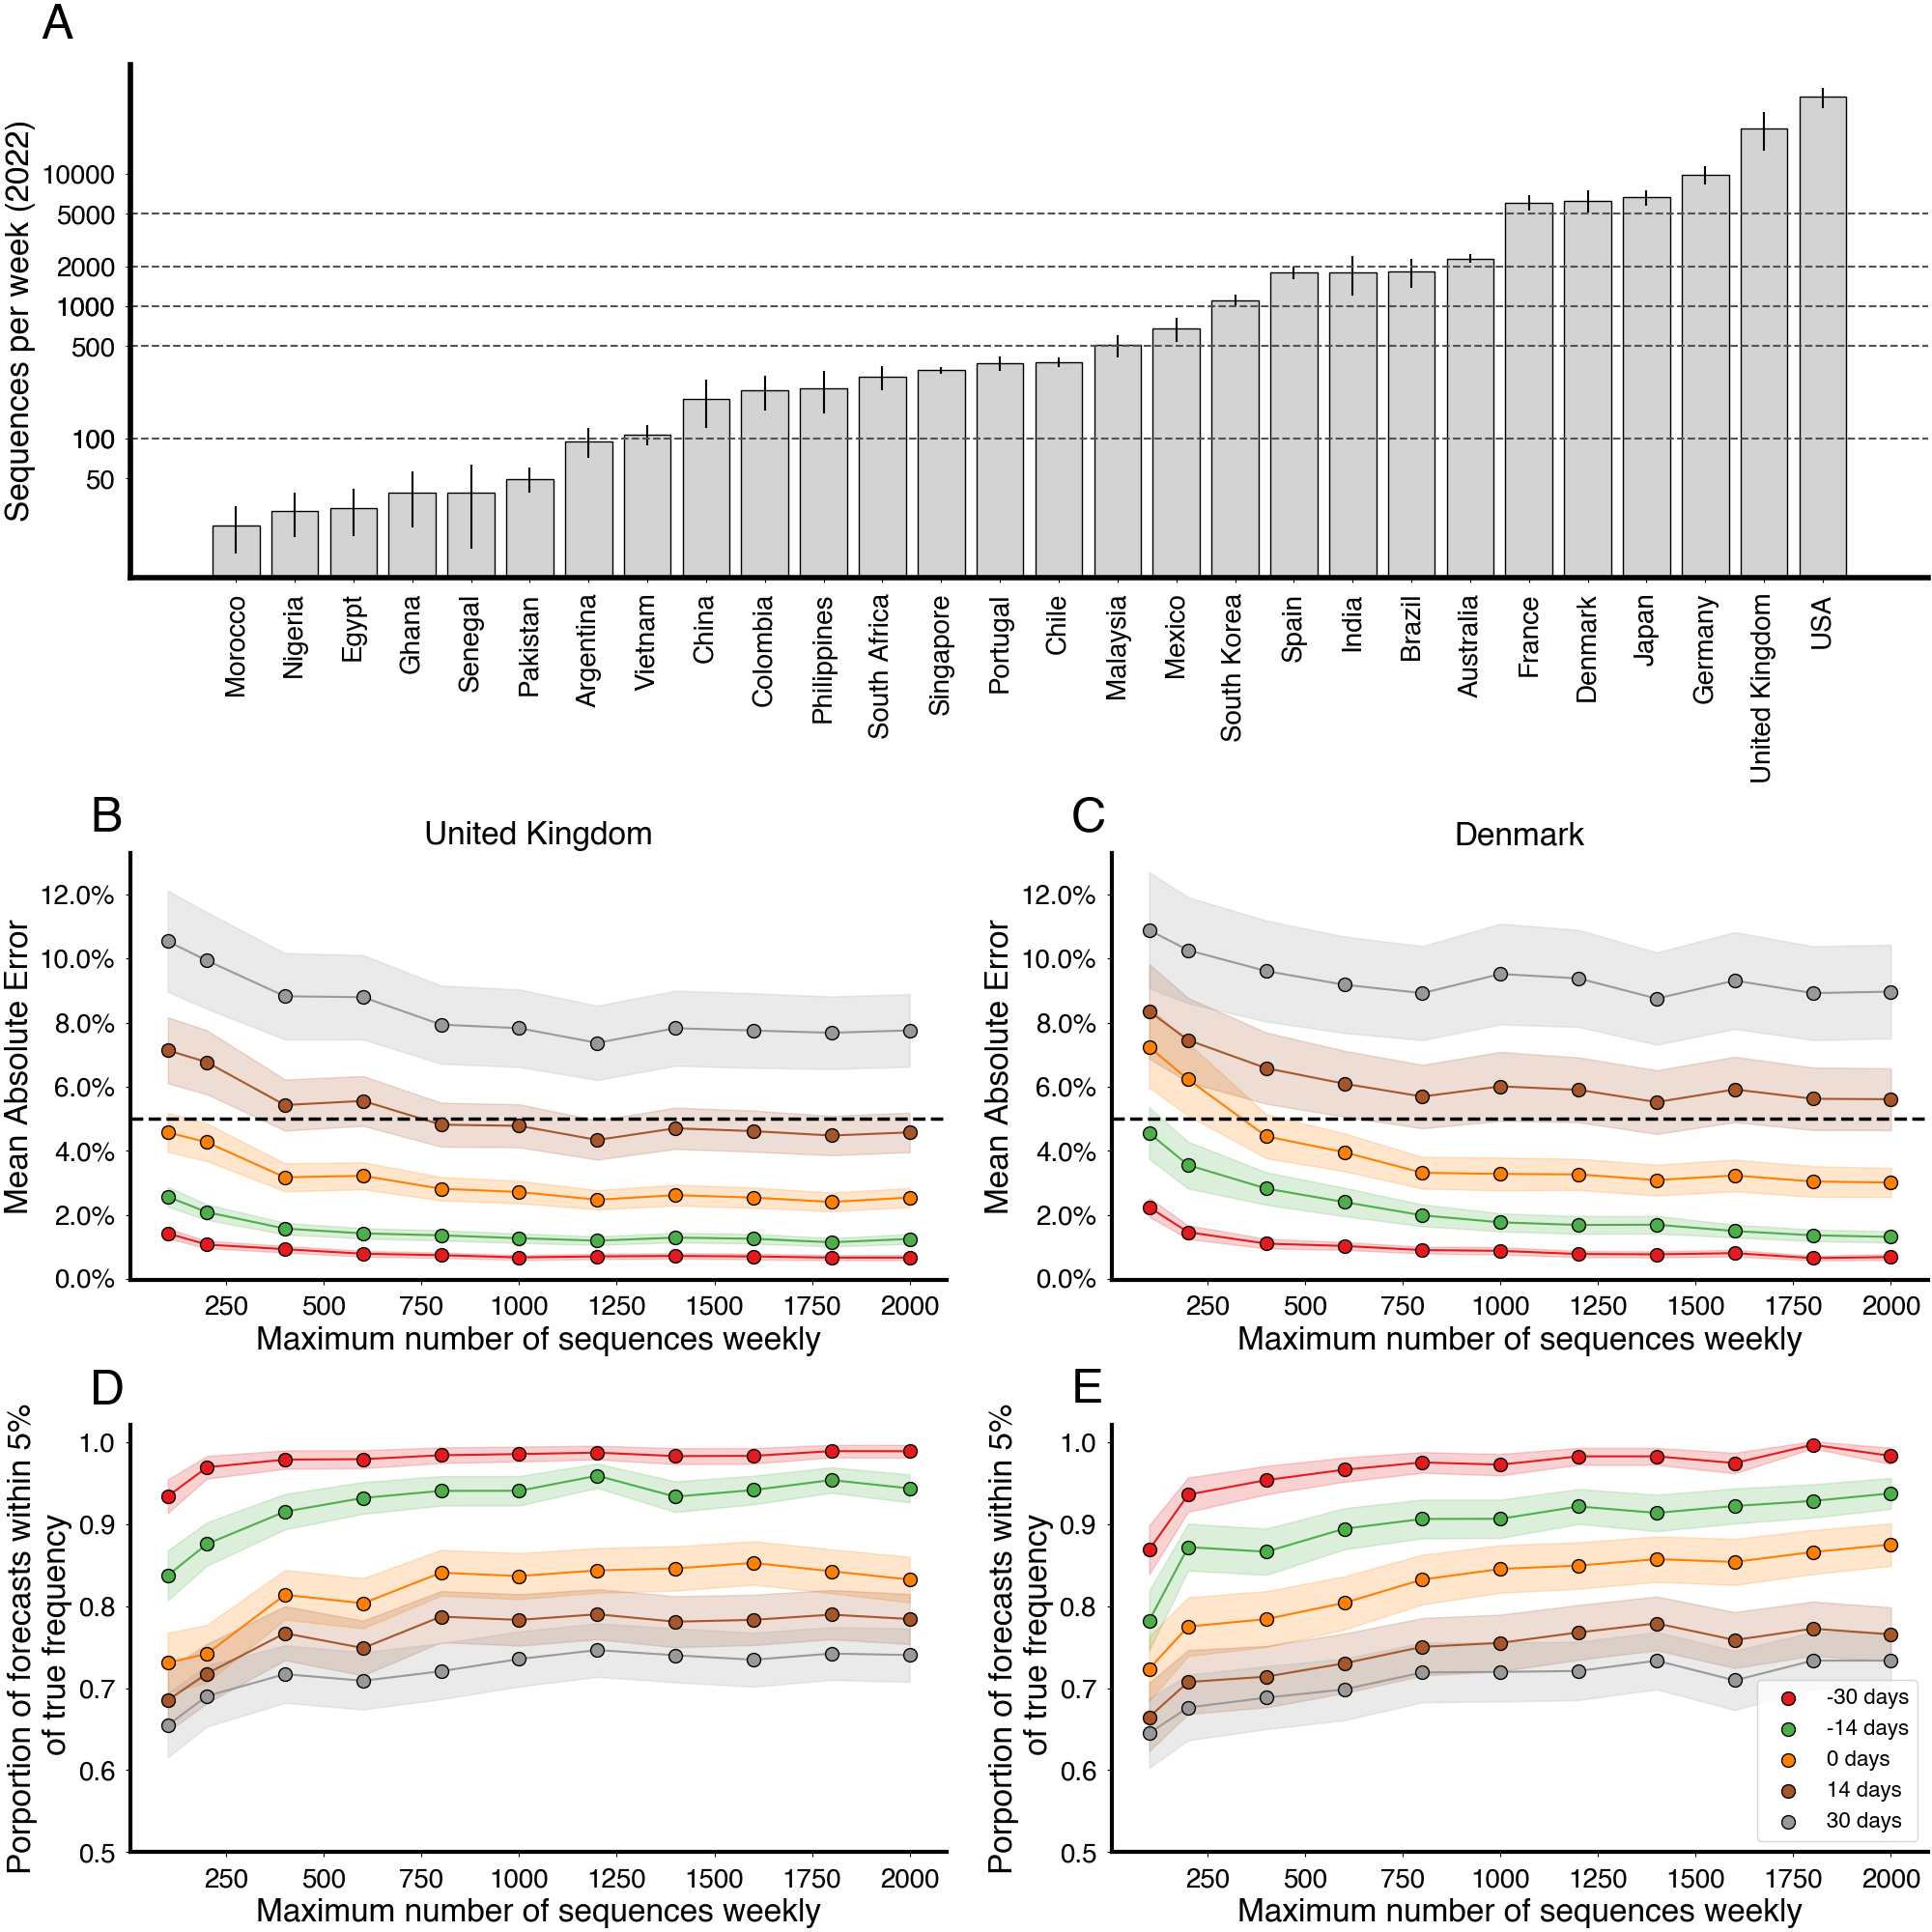 A
Sequences per week (2022)
10000
5000
2000
1000
500
100
50
Morocco
Nigeria
Egypt
Ghana
Senegal
Pakistan
Argentina
Vietnam
China
Colombia
Philippines
South Africa
Singapore
Portugal
Chile
Malaysia
Mexico
South Korea
Spain
India
Brazil
Australia
France
Denmark
Japan
Germany
United Kingdom
USA
B
United Kingdom
Mean Absolute Error
12.0%
10.0%
8.0%
6.0%
4.0%
2.0%
0.0%
250 500 750 1000 1250 1500 1750 2000
Maximum number of sequences weekly
C
Denmark
Mean Absolute Error
12.0%
10.0%
8.0%
6.0%
4.0%
2.0%
0.0%
250 500 750 1000 1250 1500 1750 2000
Maximum number of sequences weekly
D
Porportion of forecasts within 5%
of true frequency
1.0
0.9
0.8
0.7
0.6
0.5
250 500 750 1000 1250 1500 1750 2000
Maximum number of sequences weekly
E
Porportion of forecasts within 5%
of true frequency
1.0
0.9
0.8
0.7
0.6
0.5
250 500 750 1000 1250 1500 1750 2000
Maximum number of sequences weekly
-30 days
-14 days
0 days
14 days
30 days